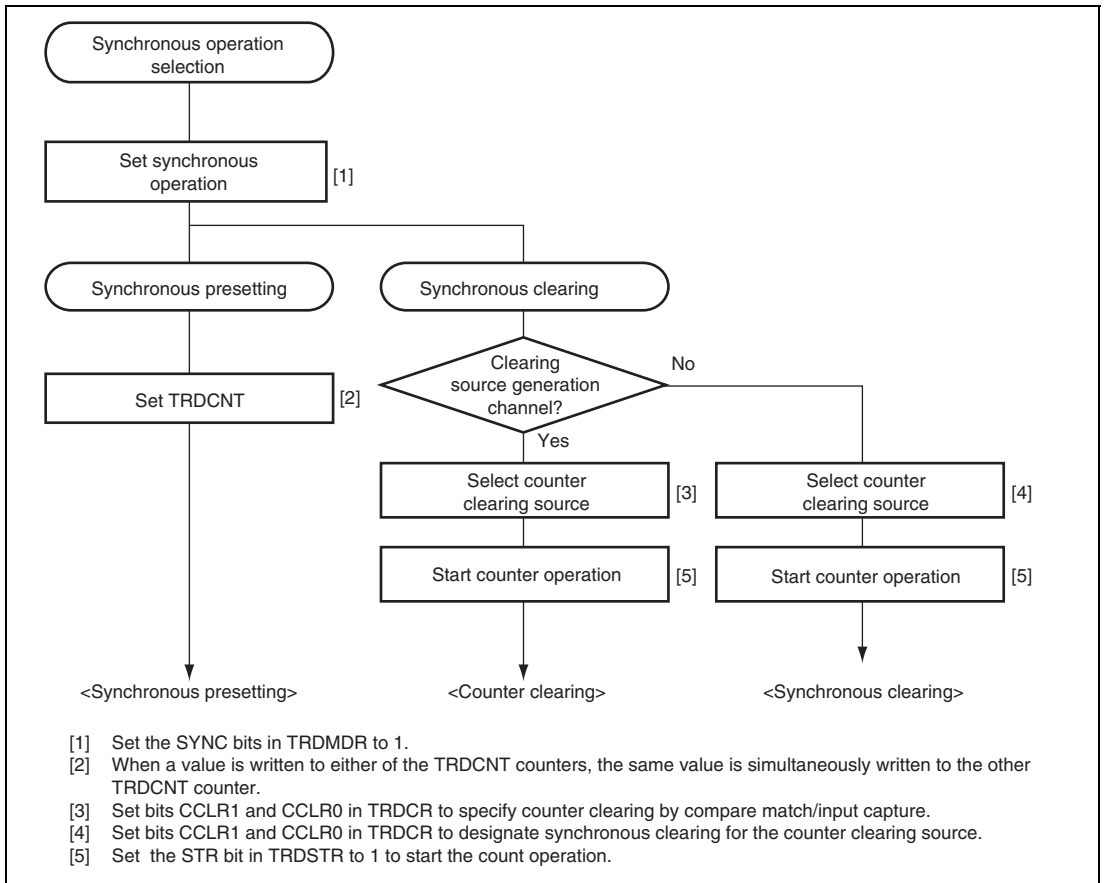 Synchronous operation
selection
Set synchronous
operation
[1]
Synchronous presetting
Synchronous clearing
Set TRDCNT
[2]
Clearing
source generation
channel?
No
Yes
Select counter
clearing source
[3]
Select counter
clearing source
[4]
Start counter operation
[5]
Start counter operation
[5]
<Synchronous presetting>
<Counter clearing>
<Synchronous clearing>
[1] Set the SYNC bits in TRDMDR to 1.
[2] When a value is written to either of the TRDCNT counters, the same value is simultaneously written to the other
TRDCNT counter.
[3] Set bits CCLR1 and CCLR0 in TRDCR to specify counter clearing by compare match/input capture.
[4] Set bits CCLR1 and CCLR0 in TRDCR to designate synchronous clearing for the counter clearing source.
[5] Set the STR bit in TRDSTR to 1 to start the count operation.